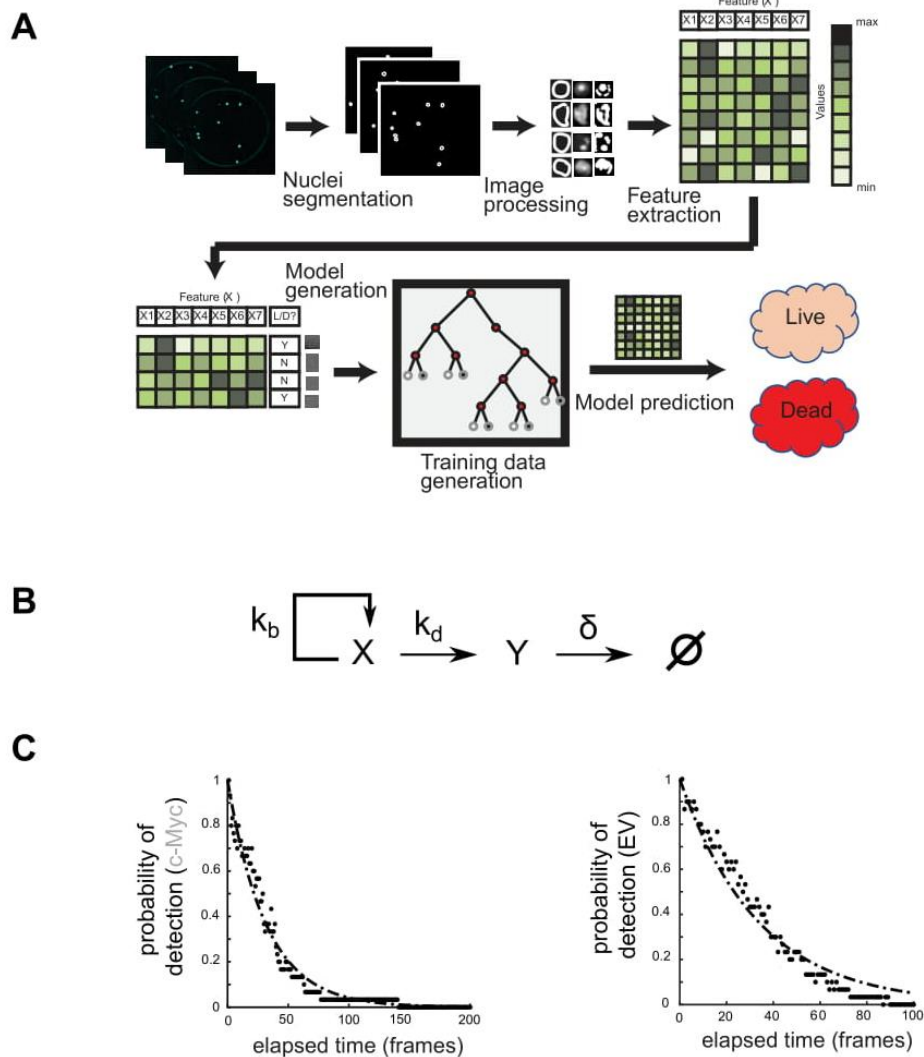 A
Feature (X )
X1 X2 X3 X4 X5 X6 X7
max
Values
min
Nuclei
segmentation
Image
processing
Feature
extraction
Model
generation
Feature (X )
X1 X2 X3 X4 X5 X6 X7 L/D?
Y
N
N
Y
Training data
generation
Model prediction
Live
Dead
B
k_b X k_d Y δ ∅
C
probability of
detection (c-Myc)
1
0.8
0.6
0.4
0.2
0
0 50 100 150 200
elapsed time (frames)
probability of
detection (EV)
1
0.8
0.6
0.4
0.2
0
0 20 40 60 80 100
elapsed time (frames)